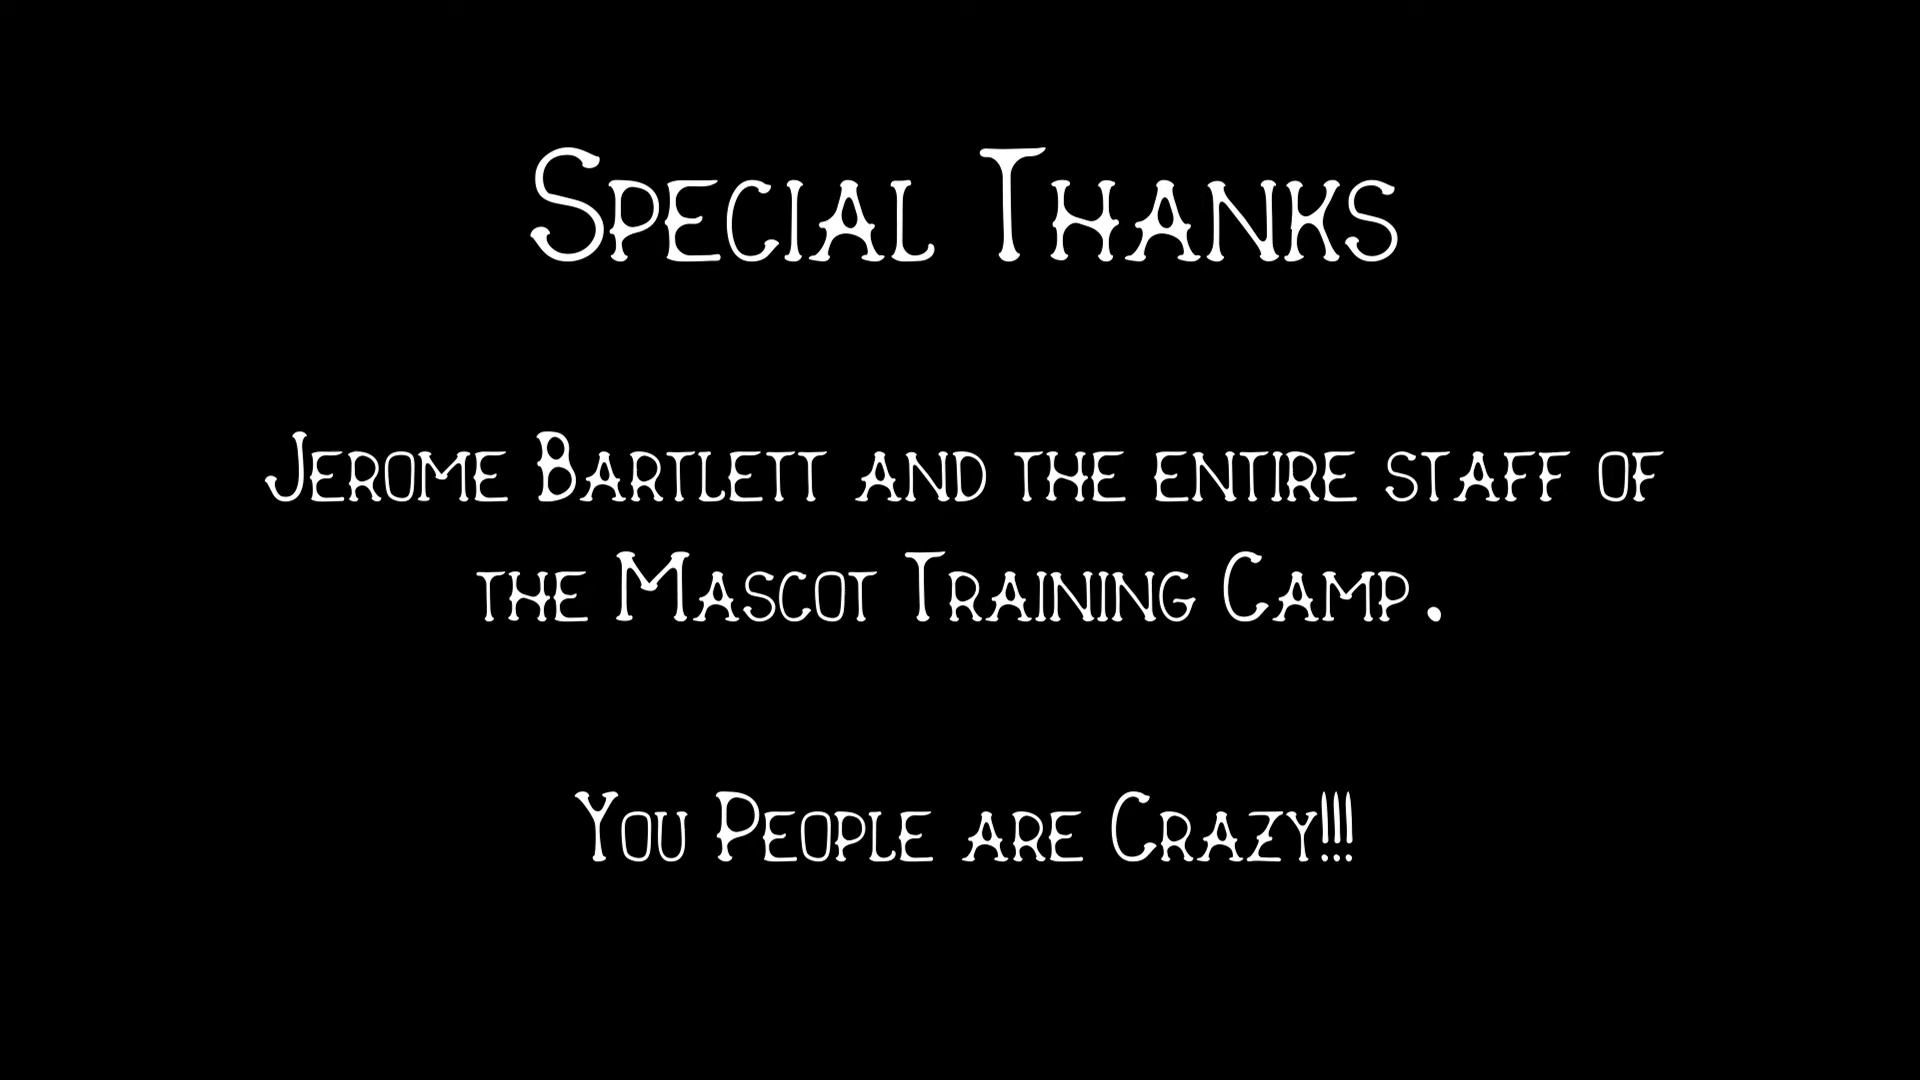 Special Thanks
Jerome Bartlett and the entire staff of
the Mascot Training Camp.
You People are Crazy!!!